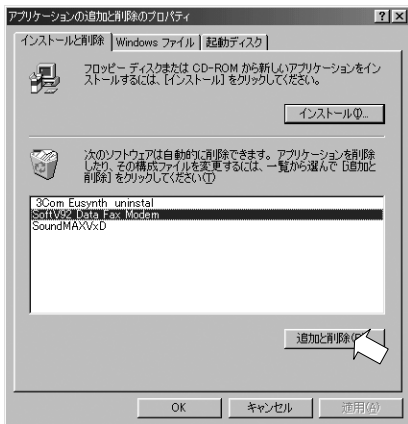 アプリケーションの追加と削除のプロパティ
インストールと削除 Windows ファイル 起動ディスク
フロッピー ディスクまたは CD-ROM から新しいアプリケーションをイン
ストールするには、[インストール] をクリックしてください。
インストール(I)...
次のソフトウェアは自動的に削除できます。アプリケーションを削除
したり、その構成ファイルを変更するには、一覧から選んで [追加と
削除] をクリックしてください(T)
3Com Eusynth uninstal
SoftV92 Data Fax Modem
SoundMAXVxD
追加と削除
OK キャンセル 適用(A)